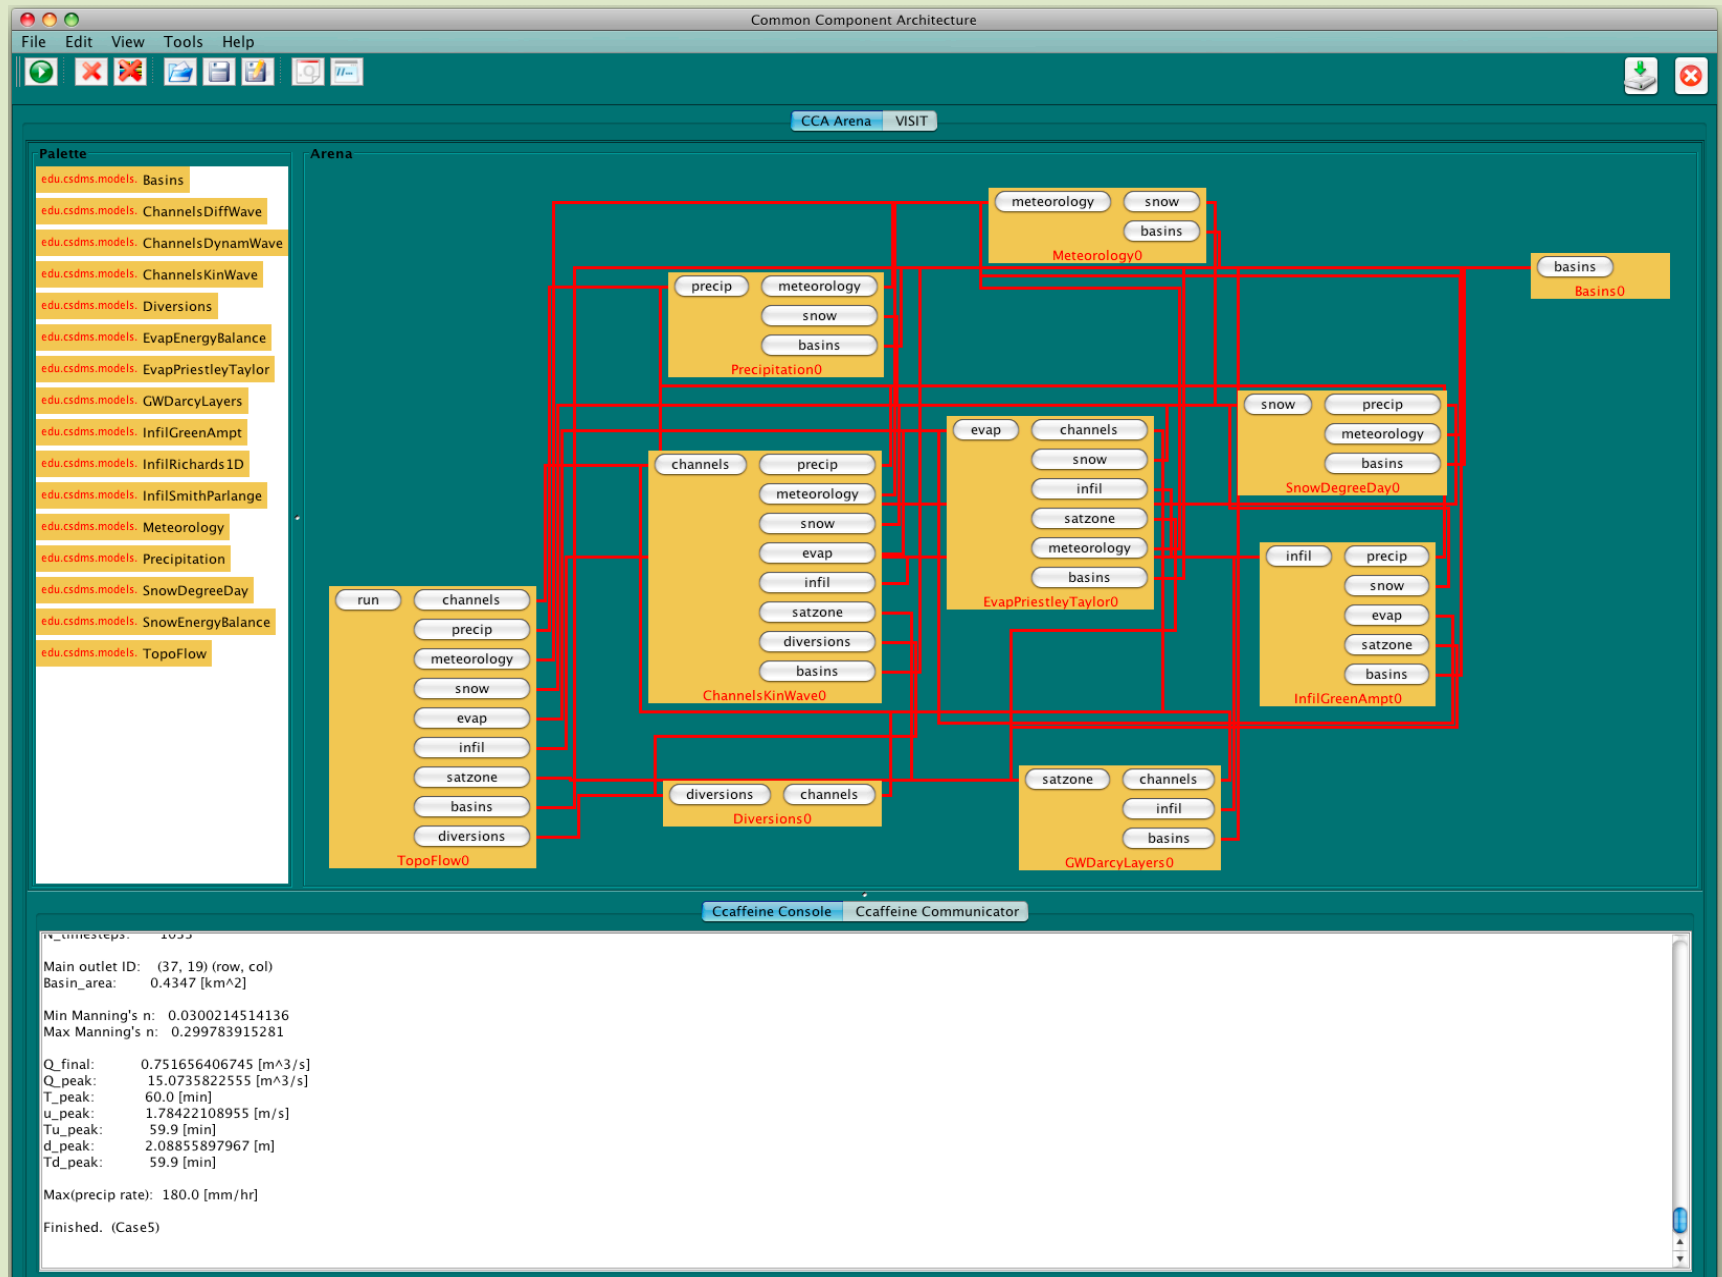 Common Component Architecture
File Edit View Tools Help
CCA Arena VISIT
Palette
edu.csdms.models. Basins
edu.csdms.models. ChannelsDiffWave
edu.csdms.models. ChannelsDynamWave
edu.csdms.models. ChannelsKinWave
edu.csdms.models. Diversions
edu.csdms.models. EvapEnergyBalance
edu.csdms.models. EvapPriestleyTaylor
edu.csdms.models. GWDarcyLayers
edu.csdms.models. InfilGreenAmpt
edu.csdms.models. InfilRichards1D
edu.csdms.models. InfilSmithParlange
edu.csdms.models. Meteorology
edu.csdms.models. Precipitation
edu.csdms.models. SnowDegreeDay
edu.csdms.models. SnowEnergyBalance
edu.csdms.models. TopoFlow
Arena
meteorology snow
basins
Meteorology0
basins
Basins0
precip meteorology
snow
basins
Precipitation0
snow precip
meteorology
basins
SnowDegreeDay0
evap channels
snow
infil
satzone
meteorology
basins
EvapPriestleyTaylor0
channels precip
meteorology
snow
evap
infil
satzone
diversions
basins
ChannelsKinWave0
infil precip
snow
evap
satzone
basins
InfilGreenAmpt0
run channels
precip
meteorology
snow
evap
infil
satzone
basins
diversions
TopoFlow0
diversions channels
Diversions0
satzone channels
infil
basins
GWDarcyLayers0
Ccaffeine Console Ccaffeine Communicator
N_timesteps: 1033
Main outlet ID: (37, 19) (row, col)
Basin_area: 0.4347 [km^2]
Min Manning's n: 0.0300214514136
Max Manning's n: 0.299783915281
Q_final: 0.751656406745 [m^3/s]
Q_peak: 15.0735822555 [m^3/s]
T_peak: 60.0 [min]
u_peak: 1.78422108955 [m/s]
Tu_peak: 59.9 [min]
d_peak: 2.08855897967 [m]
Td_peak: 59.9 [min]
Max(precip rate): 180.0 [mm/hr]
Finished. (Case5)